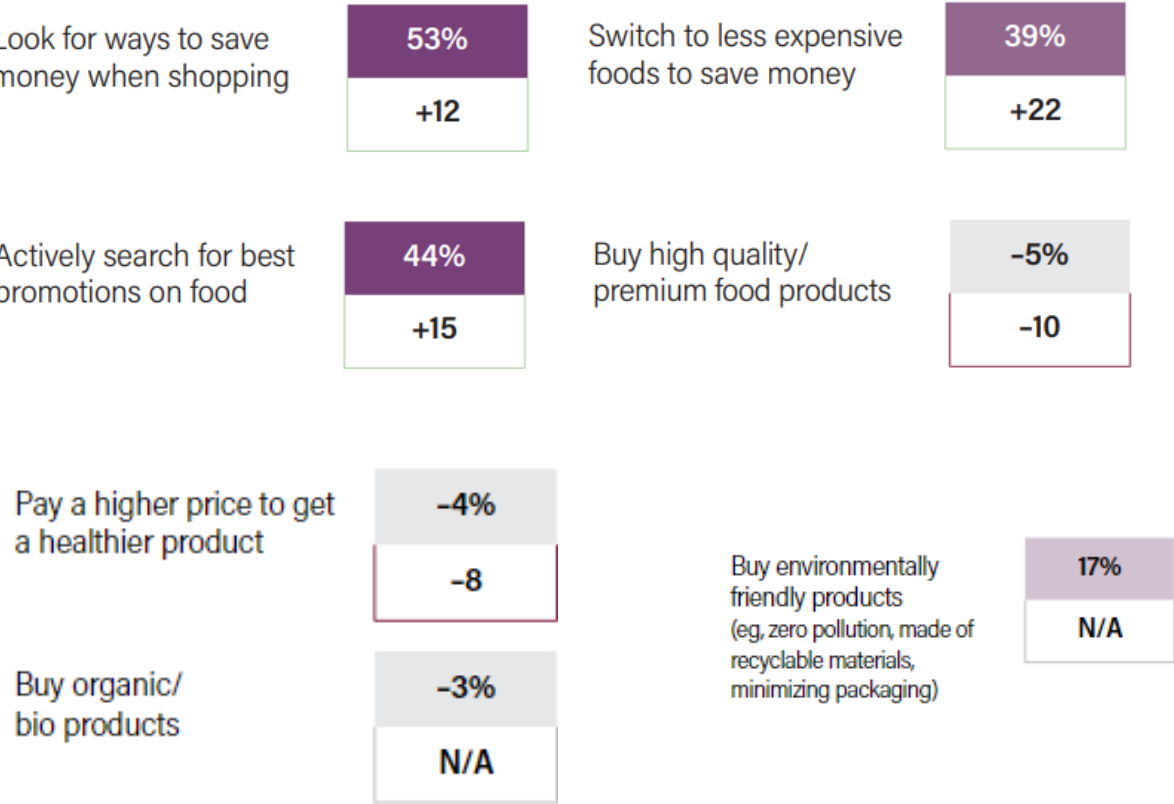 Look for ways to save
money when shopping
53%
+12
Switch to less expensive
foods to save money
39%
+22
Actively search for best
promotions on food
44%
+15
Buy high quality/
premium food products
–5%
–10
Pay a higher price to get
a healthier product
–4%
–8
Buy organic/
bio products
–3%
N/A
Buy environmentally
friendly products
(eg, zero pollution, made of
recyclable materials,
minimizing packaging)
17%
N/A